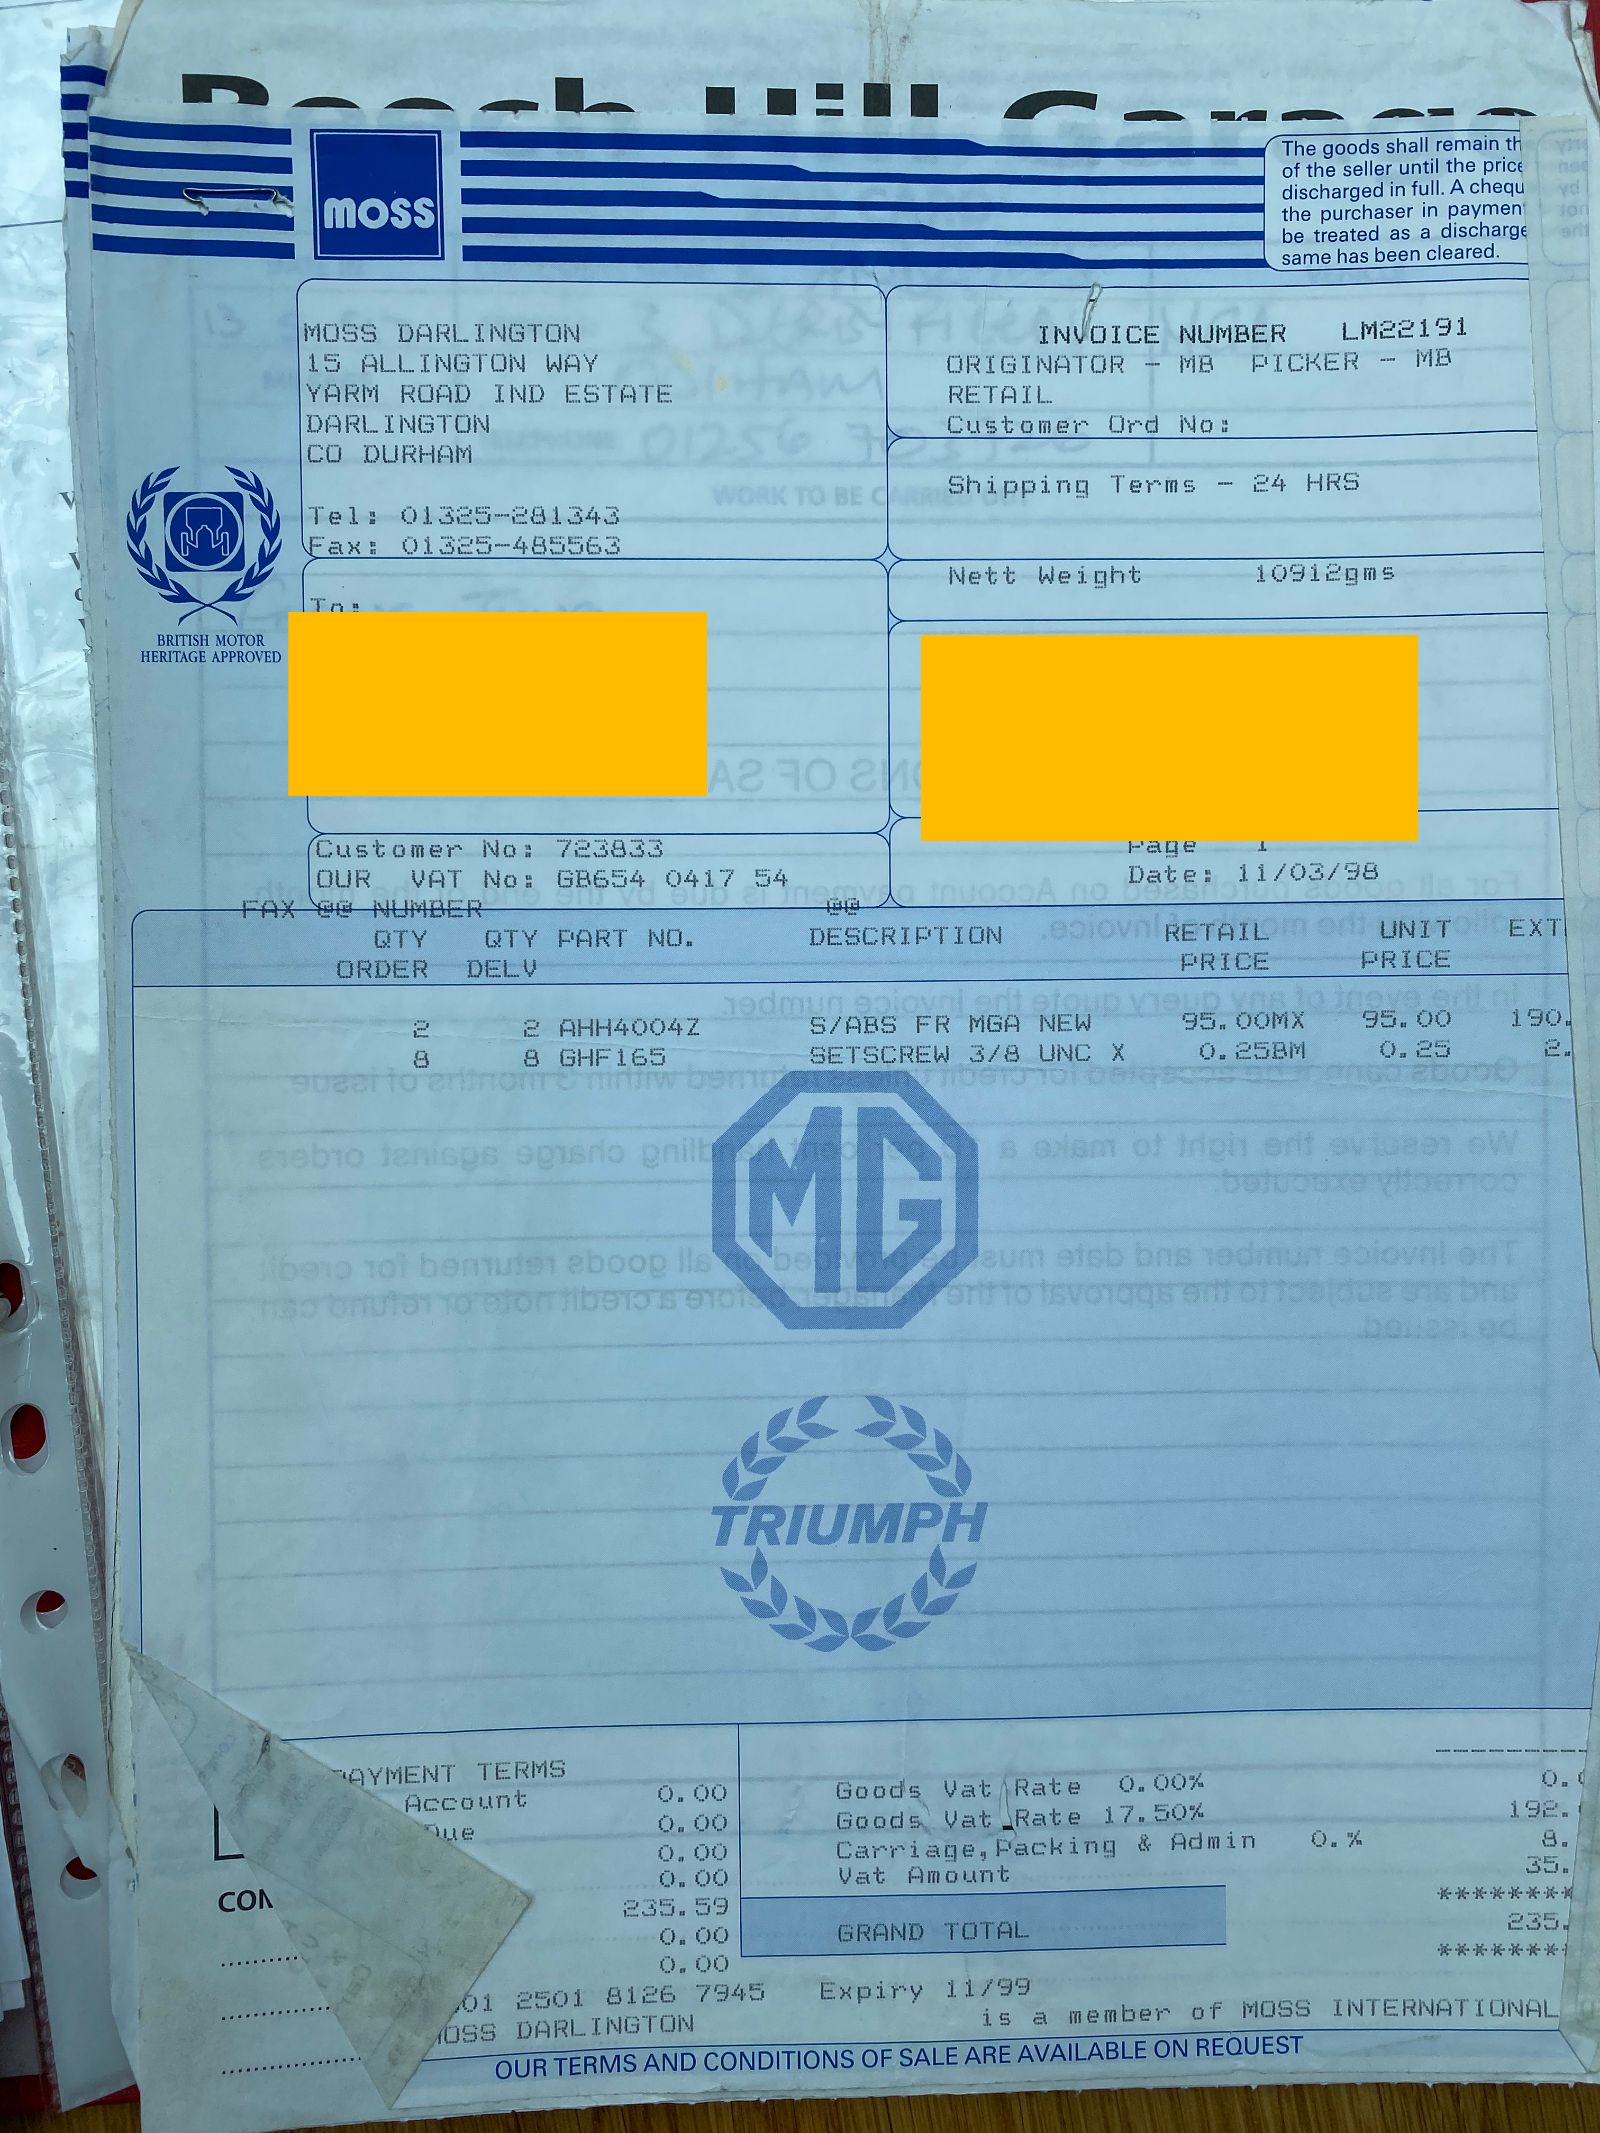 The goods shall remain th
of the seller until the price
discharged in full. A chequ
the purchaser in paymen
be treated as a discharge
same has been cleared.
moss
MOSS DARLINGTON
15 ALLINGTON WAY
YARM ROAD IND ESTATE
DARLINGTON
CO DURHAM
Tel: 01325-281343
Fax: 01325-485563
INVOICE NUMBER LM22191
ORIGINATOR - MB PICKER - MB
RETAIL
Customer Ord No:
Shipping Terms - 24 HRS
Nett Weight 10912gms
BRITISH MOTOR
HERITAGE APPROVED
To:
Customer No: 723833
OUR VAT No: GB654 0417 54
Page 1
Date: 11/03/98
FAX @@ NUMBER @@
QTY QTY PART NO. DESCRIPTION RETAIL UNIT EXT
ORDER DELV PRICE PRICE
2 2 AHH4004Z S/ABS FR MGA NEW 95.00MX 95.00 190.
8 8 GHF165 SETSCREW 3/8 UNC X 0.25BM 0.25 2.
MG
TRIUMPH
PAYMENT TERMS
Account 0.00
Due 0.00
0.00
0.00
235.59
0.00
0.00
Goods Vat Rate 0.00% 0.
Goods Vat Rate 17.50% 192.
Carriage,Packing & Admin 0.% 8.
Vat Amount 35.
********
GRAND TOTAL 235.
********
CON
01 2501 8126 7945 Expiry 11/99
MOSS DARLINGTON is a member of MOSS INTERNATIONAL
OUR TERMS AND CONDITIONS OF SALE ARE AVAILABLE ON REQUEST